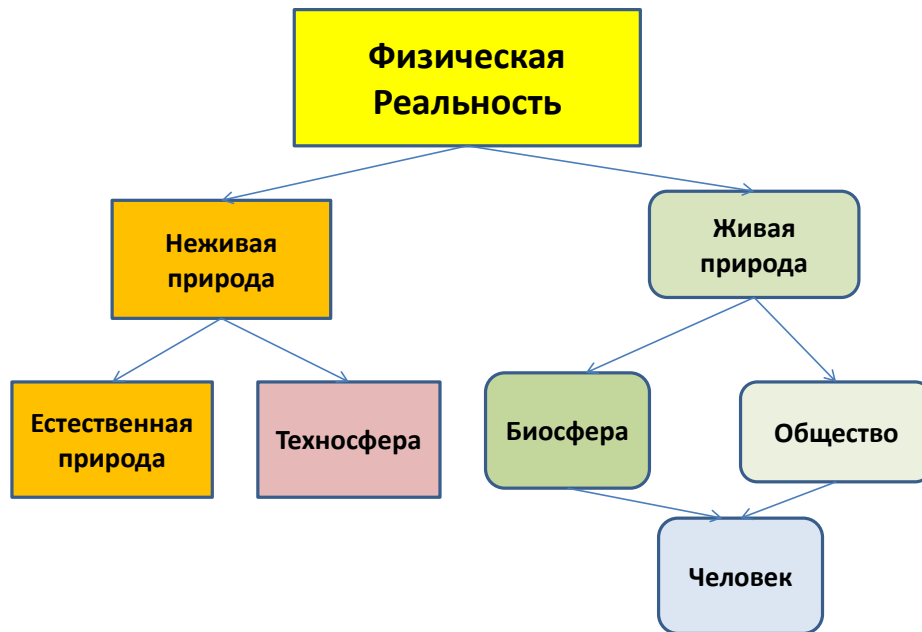 Физическая
Реальность
Неживая
природа
Живая
природа
Естественная
природа
Техносфера
Биосфера
Общество
Человек